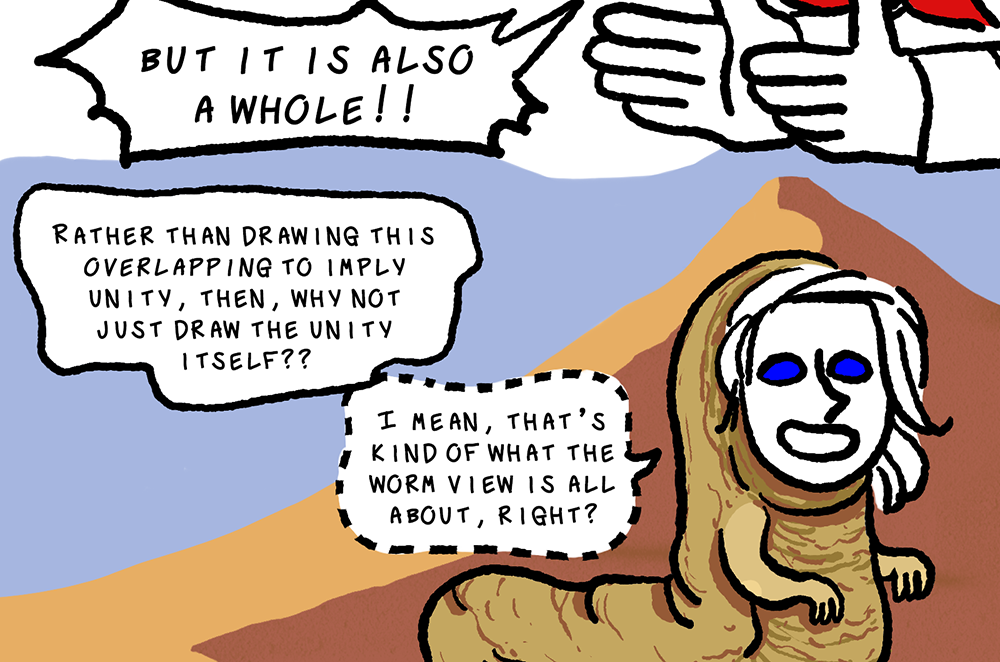 BUT IT IS ALSO
A WHOLE!!
RATHER THAN DRAWING THIS
OVERLAPPING TO IMPLY
UNITY, THEN, WHY NOT
JUST DRAW THE UNITY
ITSELF??
I MEAN, THAT'S
KIND OF WHAT THE
WORM VIEW IS ALL
ABOUT, RIGHT?